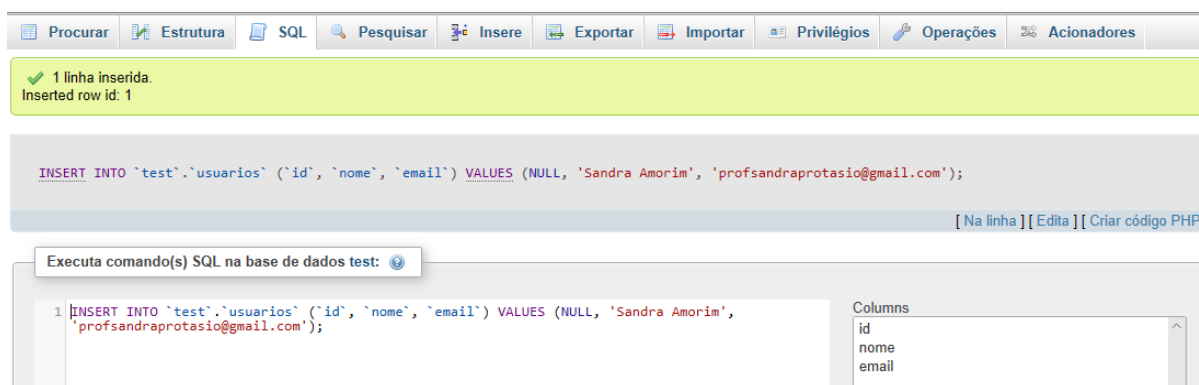 Procurar Estrutura SQL Pesquisar Insere Exportar Importar Privilégios Operações Acionadores
1 linha inserida.
Inserted row id: 1
INSERT INTO `test`.`usuarios` (`id`, `nome`, `email`) VALUES (NULL, 'Sandra Amorim', 'profsandraprotasio@gmail.com');
[ Na linha ] [ Edita ] [ Criar código PHP
Executa comando(s) SQL na base de dados test:
1 INSERT INTO `test`.`usuarios` (`id`, `nome`, `email`) VALUES (NULL, 'Sandra Amorim',
'profsandraprotasio@gmail.com');
Columns
id
nome
email